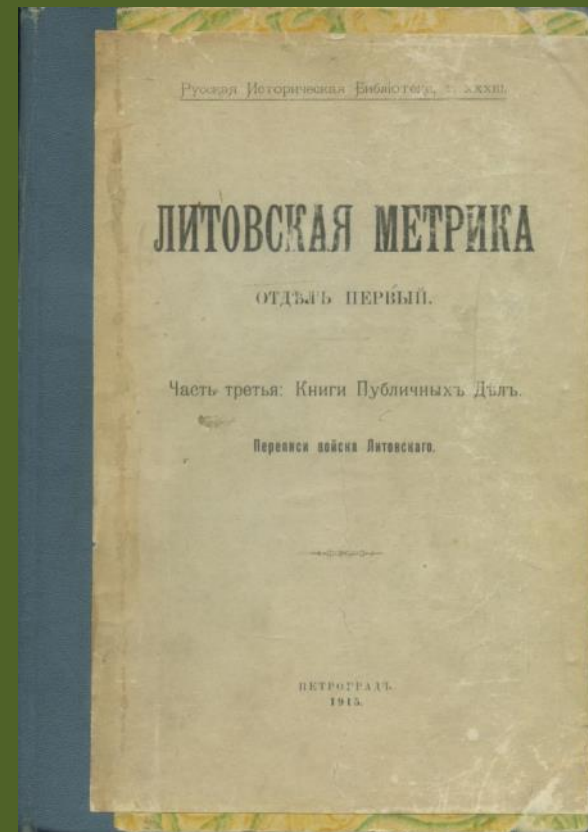 Русская Историческая Библіотека, т. XXXIII.
ЛИТОВСКАЯ МЕТРИКА
ОТДѢЛЪ ПЕРВЫЙ.
Часть третья: Книги Публичныхъ Дѣлъ.
Переписи войска Литовскаго.
ПЕТРОГРАДЪ.
1915.